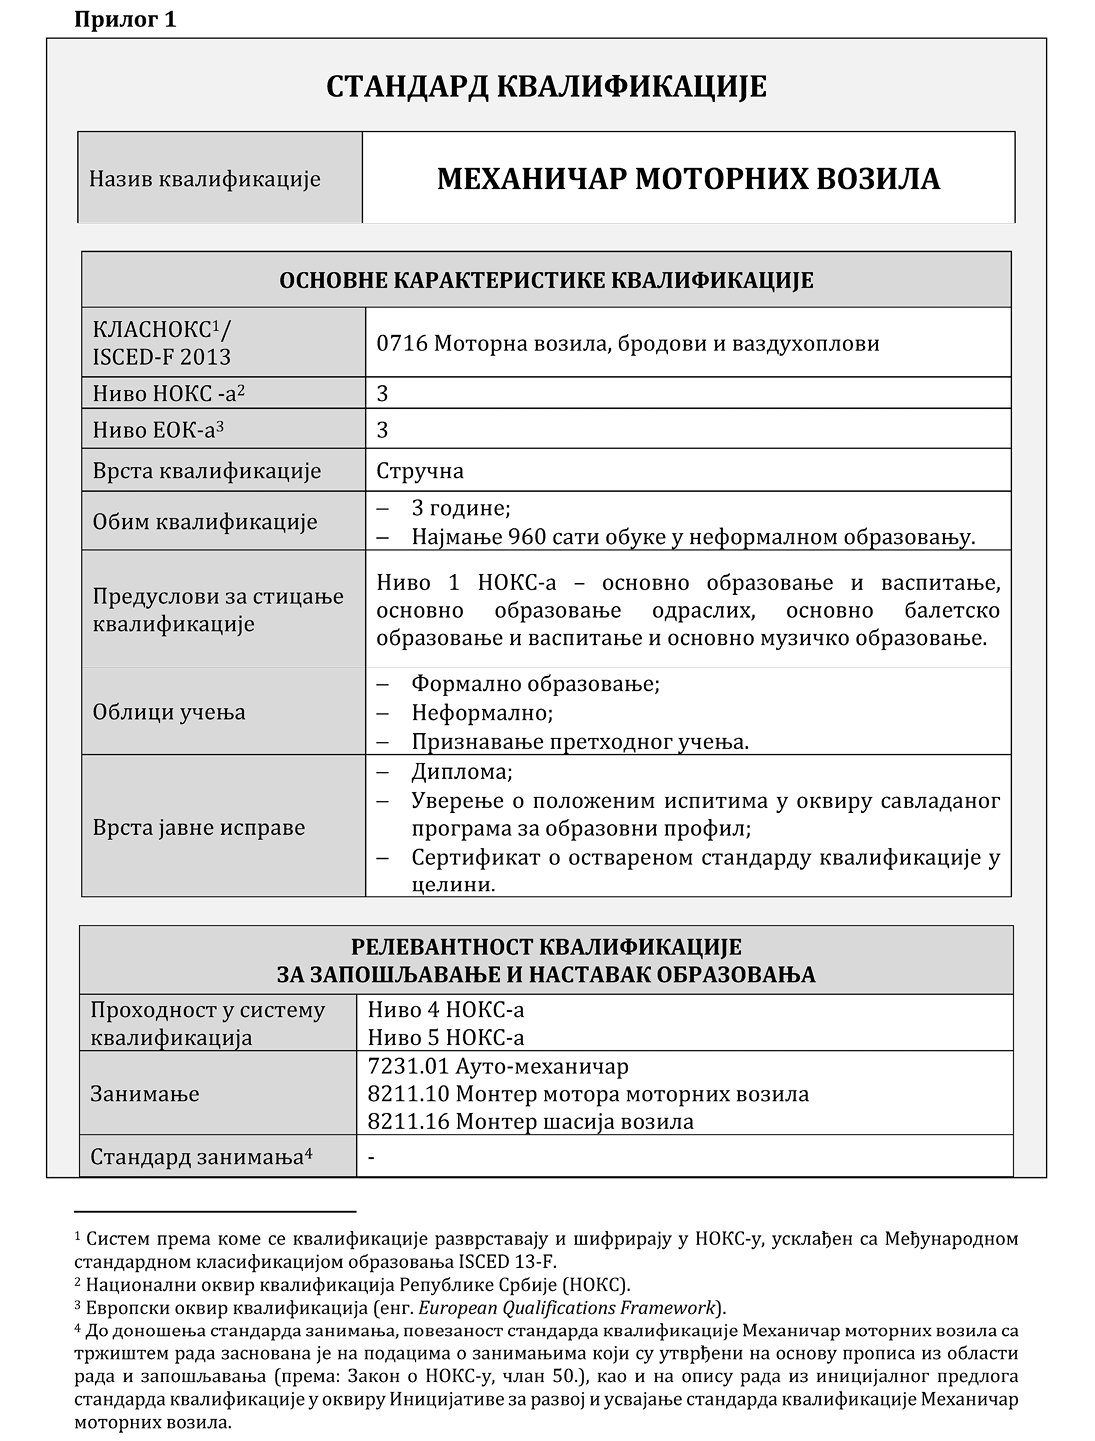 Прилог 1
СТАНДАРД КВАЛИФИКАЦИЈЕ
Назив квалификације
МЕХАНИЧАР МОТОРНИХ ВОЗИЛА
ОСНОВНЕ КАРАКТЕРИСТИКЕ КВАЛИФИКАЦИЈЕ
КЛАСНОКС¹/
ISCED-F 2013
0716 Моторна возила, бродови и ваздухоплови
Ниво НОКС -а²
3
Ниво ЕОК-а³
3
Врста квалификације
Стручна
Обим квалификације
– 3 године;
– Најмање 960 сати обуке у неформалном образовању.
Предуслови за стицање
квалификације
Ниво 1 НОКС-а – основно образовање и васпитање,
основно образовање одраслих, основно балетско
образовање и васпитање и основно музичко образовање.
Облици учења
– Формално образовање;
– Неформално;
– Признавање претходног учења.
Врста јавне исправе
– Диплома;
– Уверење о положеним испитима у оквиру савладаног
програма за образовни профил;
– Сертификат о оствареном стандарду квалификације у
целини.
РЕЛЕВАНТНОСТ КВАЛИФИКАЦИЈЕ
ЗА ЗАПОШЉАВАЊЕ И НАСТАВАК ОБРАЗОВАЊА
Проходност у систему
квалификација
Ниво 4 НОКС-а
Ниво 5 НОКС-а
Занимање
7231.01 Ауто-механичар
8211.10 Монтер мотора моторних возила
8211.16 Монтер шасија возила
Стандард занимања⁴
-
¹ Систем према коме се квалификације разврставају и шифрирају у НОКС-у, усклађен са Међународном
стандардном класификацијом образовања ISCED 13-F.
² Национални оквир квалификација Републике Србије (НОКС).
³ Европски оквир квалификација (енг. European Qualifications Framework).
⁴ До доношења стандарда занимања, повезаност стандарда квалификације Механичар моторних возила са
тржиштем рада заснована је на подацима о занимањима који су утврђени на основу прописа из области
рада и запошљавања (према: Закон о НОКС-у, члан 50.), као и на опису рада из иницијалног предлога
стандарда квалификације у оквиру Иницијативе за развој и усвајање стандарда квалификације Механичар
моторних возила.